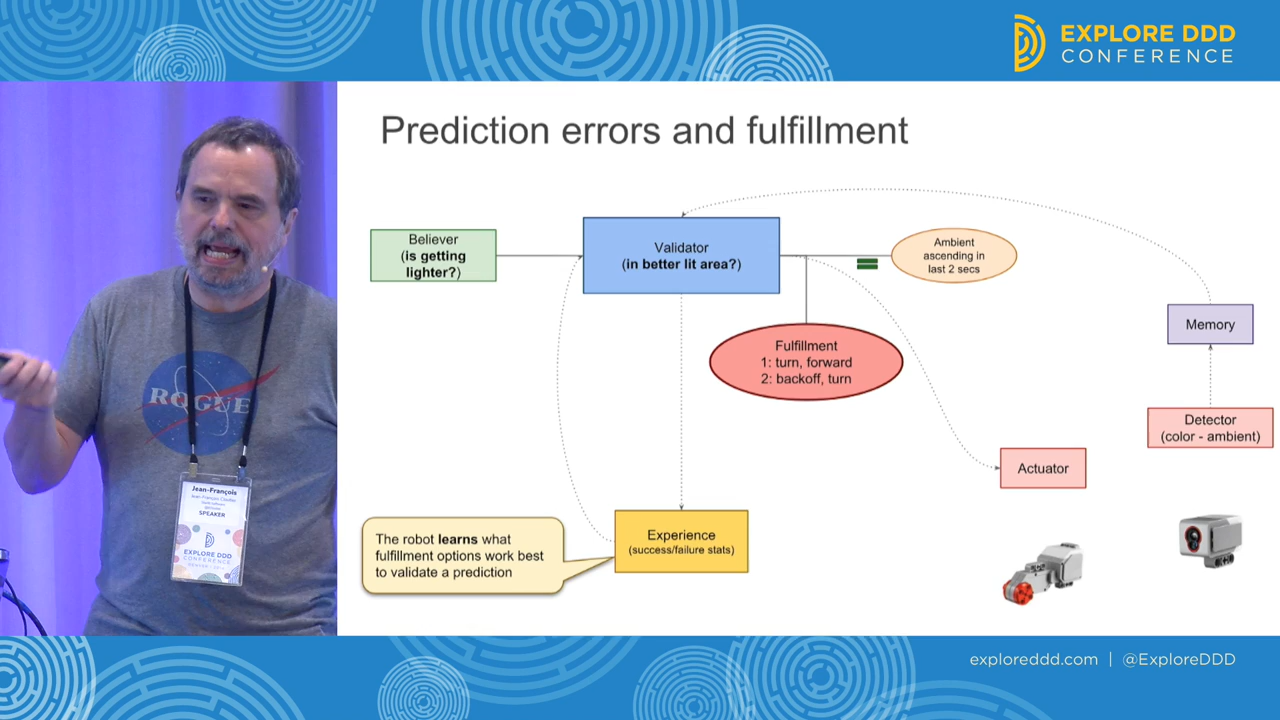 EXPLORE DDD
CONFERENCE
Prediction errors and fulfillment
Believer
(is getting
lighter?)
Validator
(in better lit area?)
Ambient
ascending in
last 2 secs
Fulfillment
1: turn, forward
2: backoff, turn
Memory
Detector
(color - ambient)
Actuator
Experience
(success/failure stats)
The robot learns what
fulfillment options work best
to validate a prediction
ROGUE
Jean-François
SPEAKER
EXPLORE DDD
CONFERENCE
exploreddd.com | @ExploreDDD